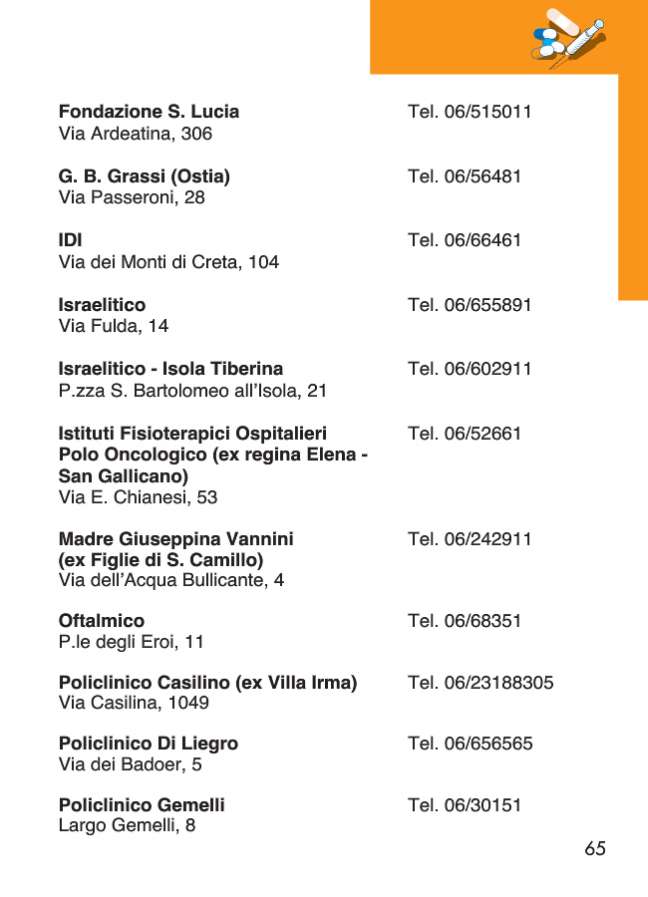 Fondazione S. Lucia Tel. 06/515011
Via Ardeatina, 306
G. B. Grassi (Ostia) Tel. 06/56481
Via Passeroni, 28
IDI Tel. 06/66461
Via dei Monti di Creta, 104
Israelitico Tel. 06/655891
Via Fulda, 14
Israelitico - Isola Tiberina Tel. 06/602911
P.zza S. Bartolomeo all'Isola, 21
Istituti Fisioterapici Ospitalieri Tel. 06/52661
Polo Oncologico (ex regina Elena -
San Gallicano)
Via E. Chianesi, 53
Madre Giuseppina Vannini Tel. 06/242911
(ex Figlie di S. Camillo)
Via dell'Acqua Bullicante, 4
Oftalmico Tel. 06/68351
P.le degli Eroi, 11
Policlinico Casilino (ex Villa Irma) Tel. 06/23188305
Via Casilina, 1049
Policlinico Di Liegro Tel. 06/656565
Via dei Badoer, 5
Policlinico Gemelli Tel. 06/30151
Largo Gemelli, 8
65